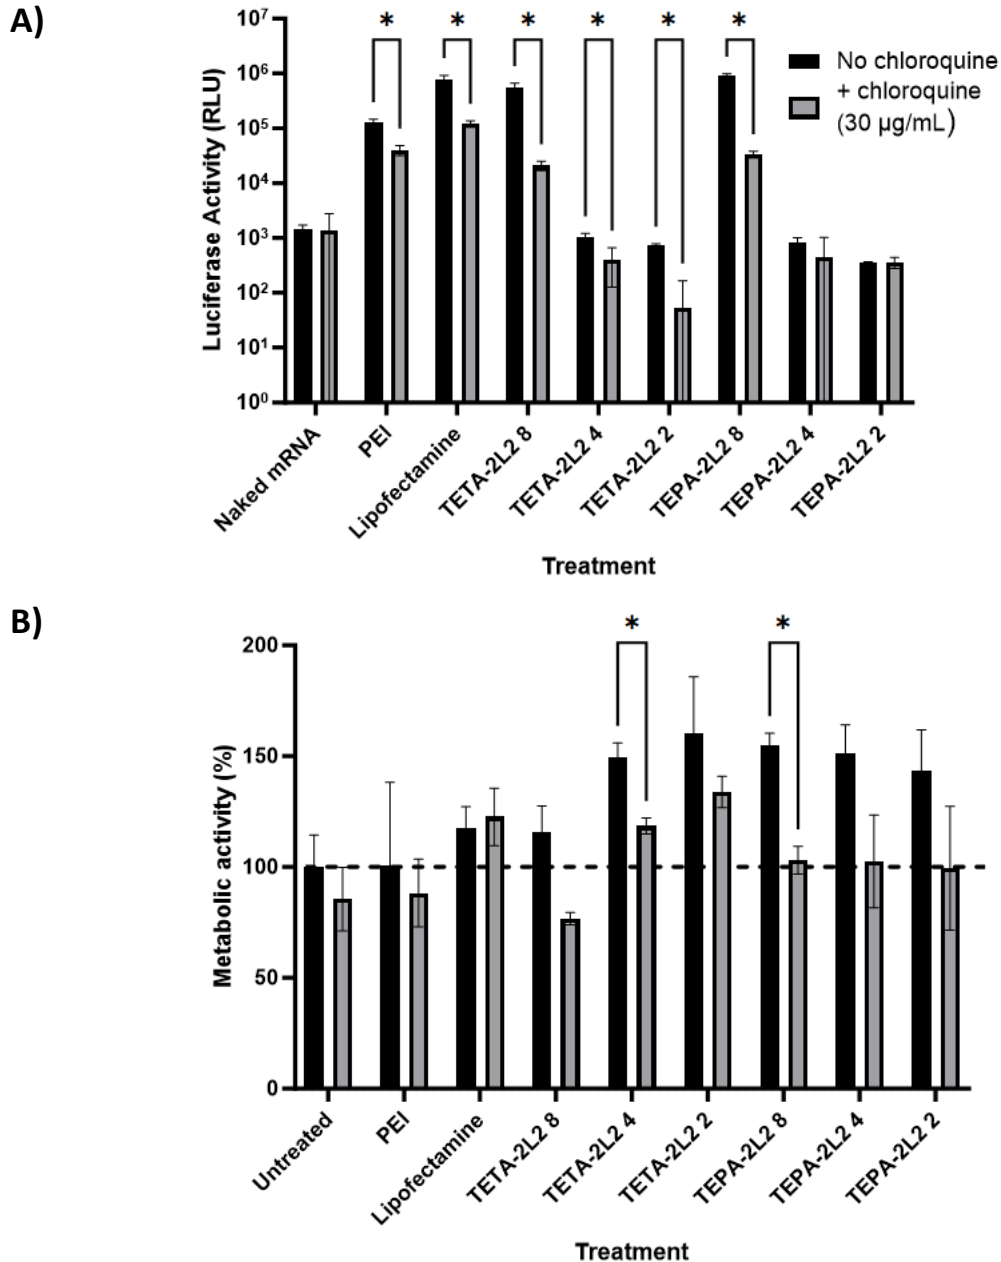 A)
Luciferase Activity (RLU)
10⁷
10⁶
10⁵
10⁴
10³
10²
10¹
10⁰
* * * * * *
No chloroquine
+ chloroquine
(30 µg/mL)
Naked mRNA
PEI
Lipofectamine
TETA-2L2 8
TETA-2L2 4
TETA-2L2 2
TEPA-2L2 8
TEPA-2L2 4
TEPA-2L2 2
Treatment
B)
Metabolic activity (%)
200
150
100
50
0
* *
Untreated
PEI
Lipofectamine
TETA-2L2 8
TETA-2L2 4
TETA-2L2 2
TEPA-2L2 8
TEPA-2L2 4
TEPA-2L2 2
Treatment